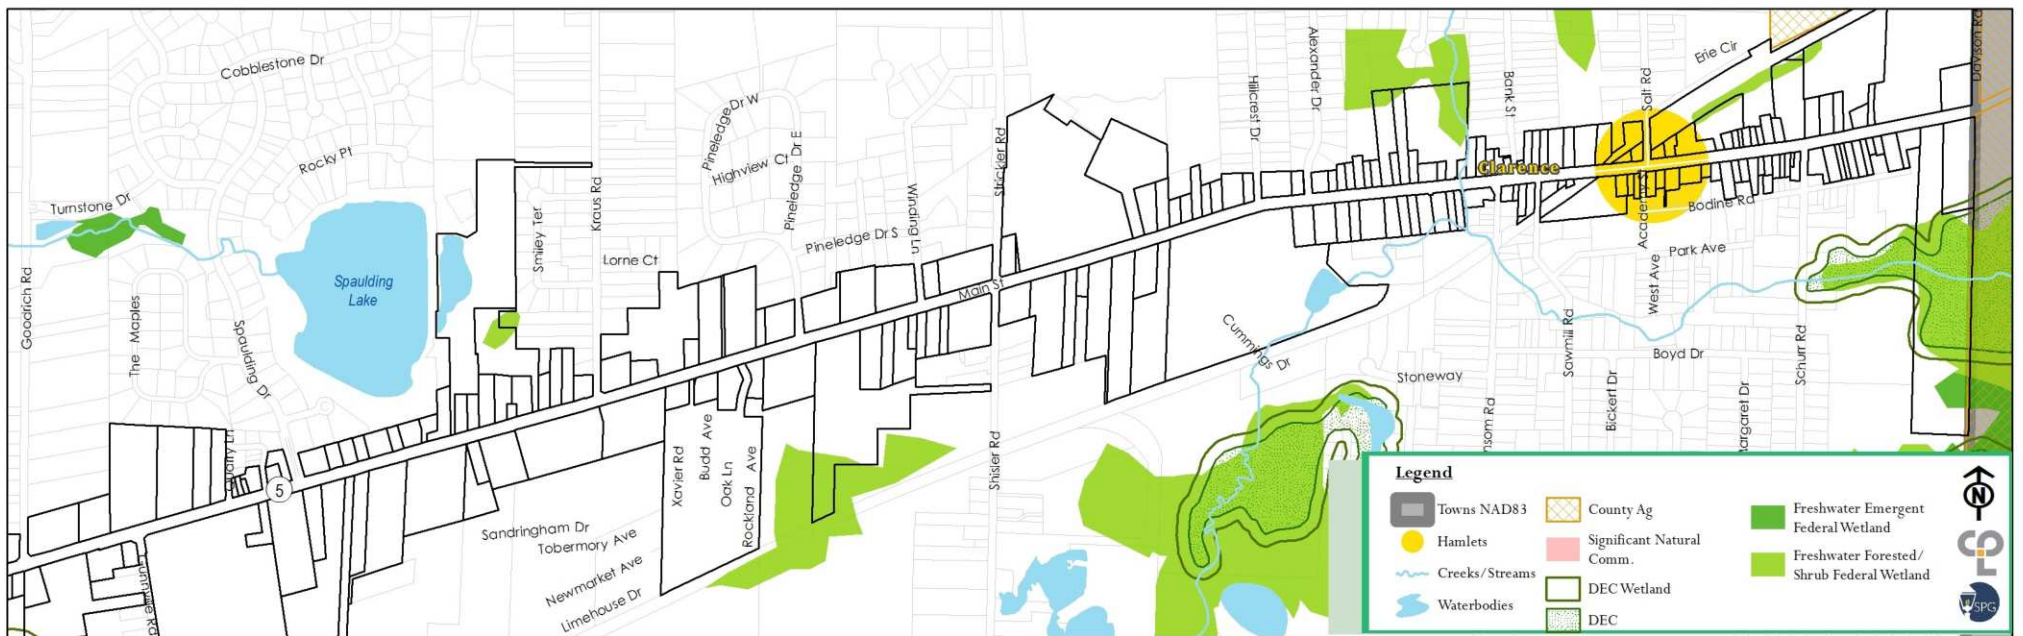 Cobblestone Dr
Rocky Pt
Turnstone Dr
Goodrich Rd
The Maples
Spaulding Dr
Spaulding
Lake
Smiley Ter
Kraus Rd
Lorne Ct
Pineledge Dr W
Highview Ct
Pineledge Dr E
Pineledge Dr S
Winding Ln
Strickler Rd
Main St
Hillcrest Dr
Alexander Dr
Bank St
Salt Rd
Erie Cir
Davison Rd
Clarence
Bodine Rd
Park Ave
West Ave
Sawmill Rd
Boyd Dr
Schurr Rd
Bickert Dr
Stoneway
Cummings Dr
Shisler Rd
5
Xavier Rd
Budd Ave
Oak Ln
Rockland Ave
Sandringham Dr
Tobermory Ave
Newmarket Ave
Limehouse Dr
Legend
Towns NAD83
Hamlets
Creeks/Streams
Waterbodies
County Ag
Significant Natural
Comm.
DEC Wetland
DEC
Freshwater Emergent
Federal Wetland
Freshwater Forested/
Shrub Federal Wetland
N
SPG